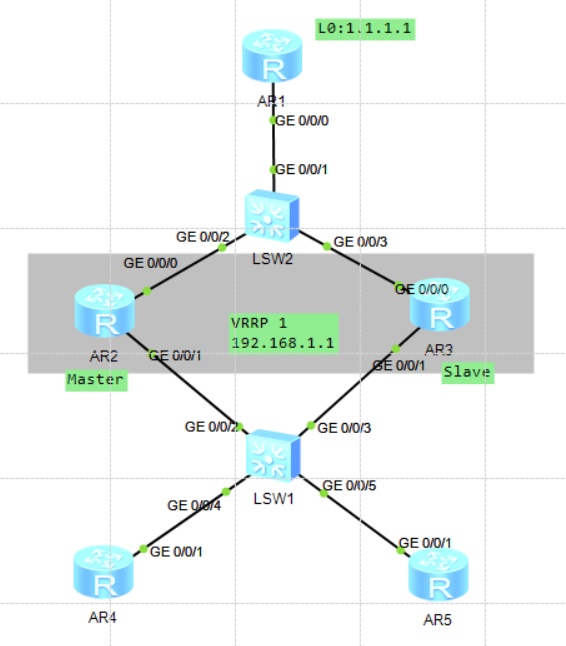 L0:1.1.1.1
AR1
GE 0/0/0
GE 0/0/1
GE 0/0/2
GE 0/0/3
LSW2
GE 0/0/0
GE 0/0/0
R
R
R
AR2
AR3
VRRP 1
192.168.1.1
GE 0/0/1
GE 0/0/1
Master
Slave
GE 0/0/2
GE 0/0/3
LSW1
GE 0/0/4
GE 0/0/5
GE 0/0/1
GE 0/0/1
R
R
AR4
AR5